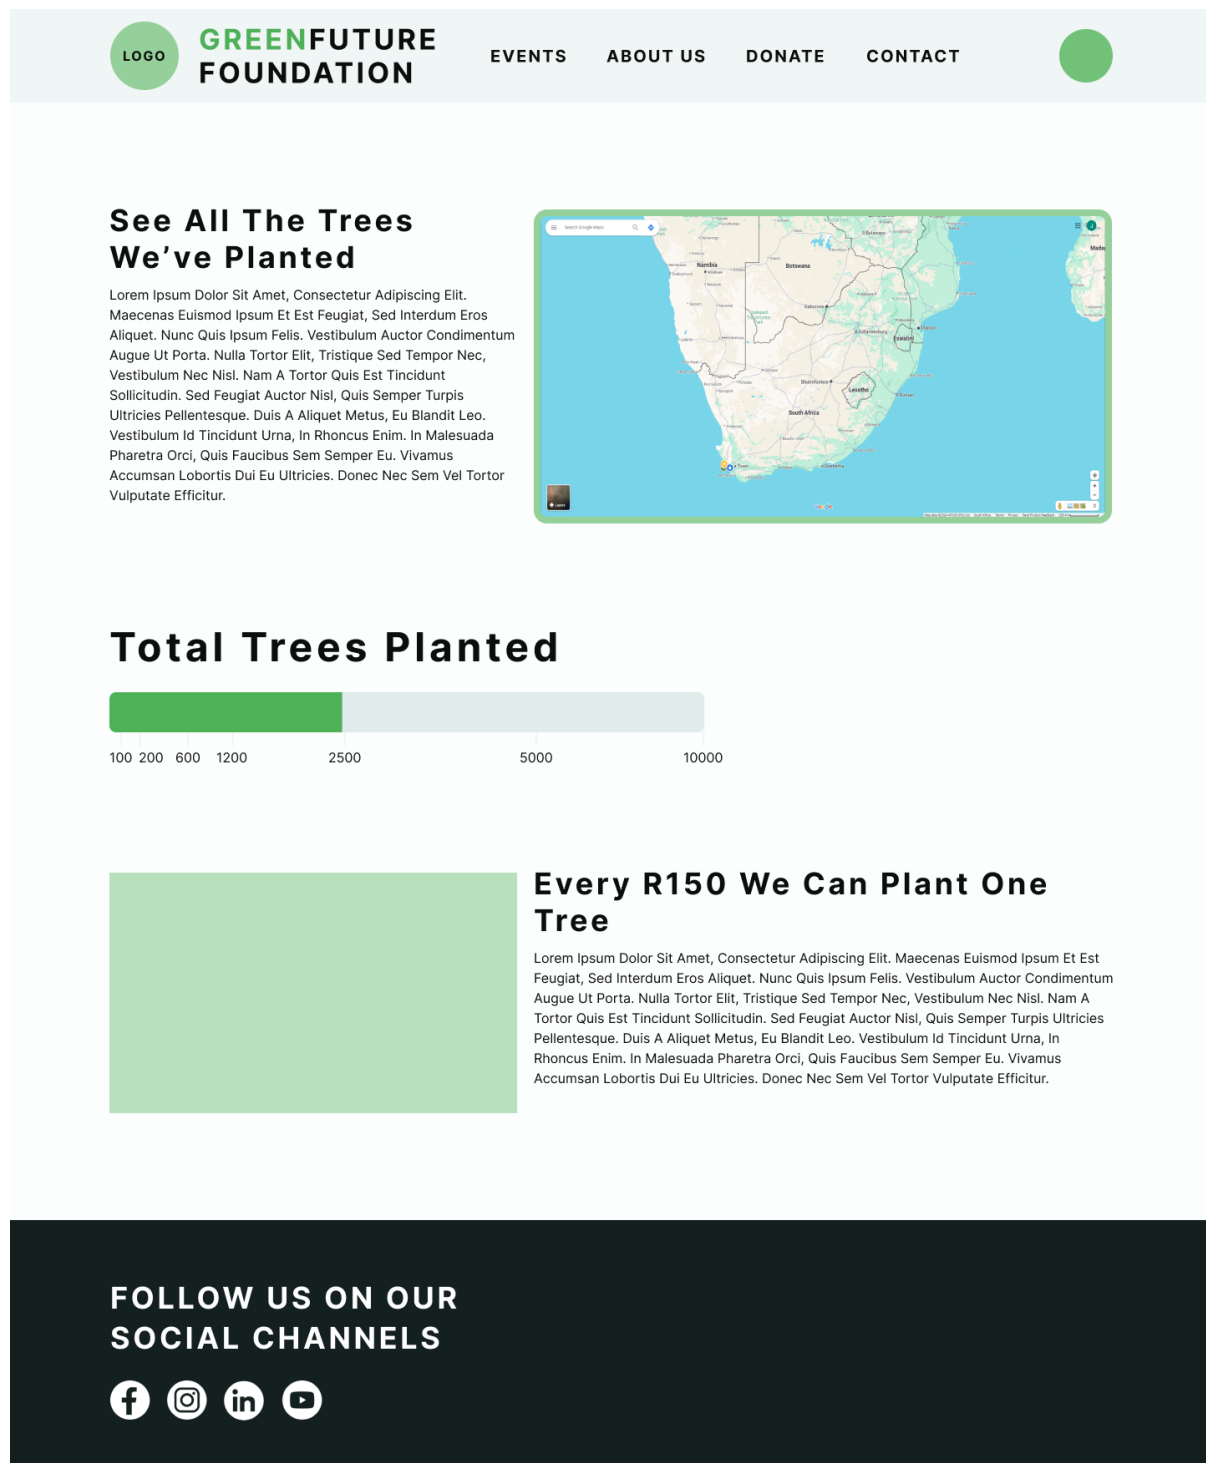 LOGO
GREENFUTURE
FOUNDATION
EVENTS
ABOUT US
DONATE
CONTACT
See All The Trees
We’ve Planted
Lorem Ipsum Dolor Sit Amet, Consectetur Adipiscing Elit.
Maecenas Euismod Ipsum Et Est Feugiat, Sed Interdum Eros
Aliquet. Nunc Quis Ipsum Felis. Vestibulum Auctor Condimentum
Augue Ut Porta. Nulla Tortor Elit, Tristique Sed Tempor Nec,
Vestibulum Nec Nisl. Nam A Tortor Quis Est Tincidunt
Sollicitudin. Sed Feugiat Auctor Nisl, Quis Semper Turpis
Ultricies Pellentesque. Duis A Aliquet Metus, Eu Blandit Leo.
Vestibulum Id Tincidunt Urna, In Rhoncus Enim. In Malesuada
Pharetra Orci, Quis Faucibus Sem Semper Eu. Vivamus
Accumsan Lobortis Dui Eu Ultricies. Donec Nec Sem Vel Tortor
Vulputate Efficitur.
Search Google Maps
Namibia
Botswana
Gaborone
Johannesburg
Maputo
Eswatini
Bloemfontein
Lesotho
Durban
South Africa
Town
Google
Total Trees Planted
100 200 600 1200 2500 5000 10000
Every R150 We Can Plant One
Tree
Lorem Ipsum Dolor Sit Amet, Consectetur Adipiscing Elit. Maecenas Euismod Ipsum Et Est
Feugiat, Sed Interdum Eros Aliquet. Nunc Quis Ipsum Felis. Vestibulum Auctor Condimentum
Augue Ut Porta. Nulla Tortor Elit, Tristique Sed Tempor Nec, Vestibulum Nec Nisl. Nam A
Tortor Quis Est Tincidunt Sollicitudin. Sed Feugiat Auctor Nisl, Quis Semper Turpis Ultricies
Pellentesque. Duis A Aliquet Metus, Eu Blandit Leo. Vestibulum Id Tincidunt Urna, In
Rhoncus Enim. In Malesuada Pharetra Orci, Quis Faucibus Sem Semper Eu. Vivamus
Accumsan Lobortis Dui Eu Ultricies. Donec Nec Sem Vel Tortor Vulputate Efficitur.
FOLLOW US ON OUR
SOCIAL CHANNELS